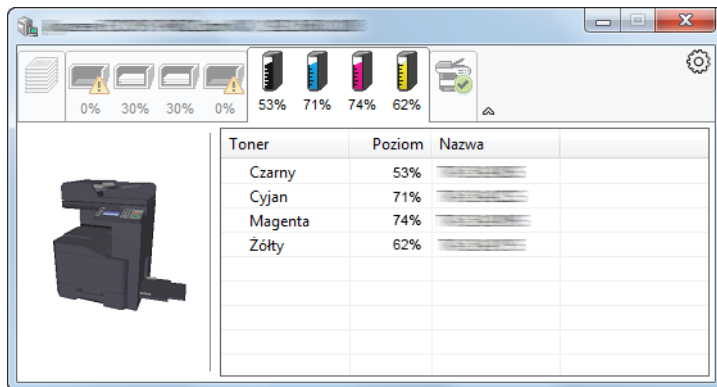 0% 30% 30% 0% 53% 71% 74% 62%
Toner Poziom Nazwa
Czarny 53%
Cyjan 71%
Magenta 74%
Żółty 62%